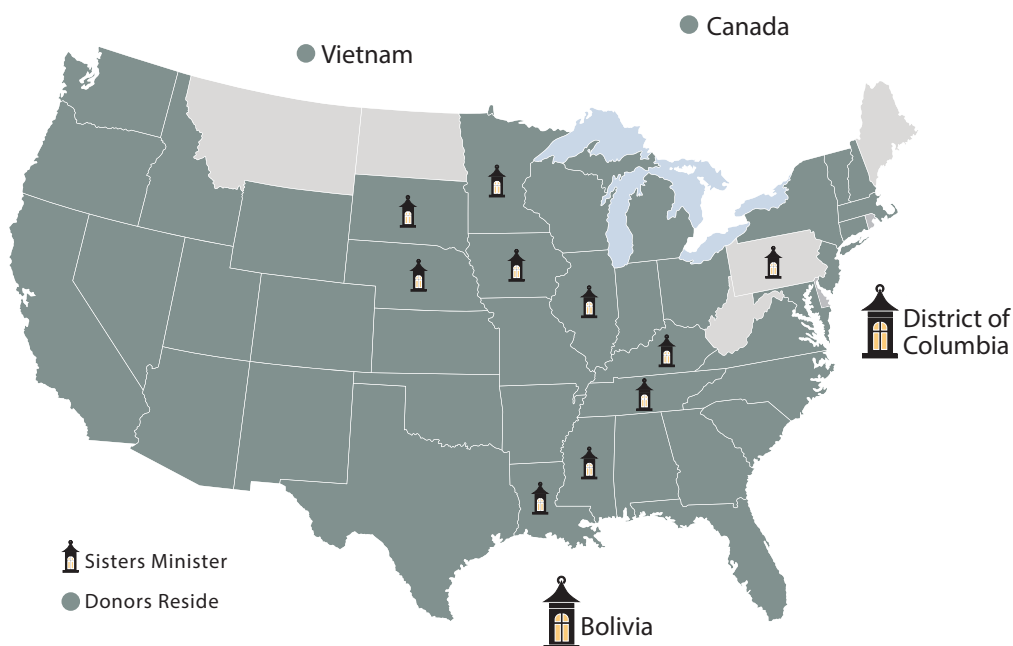 Canada
Vietnam
District of
Columbia
Sisters Minister
Donors Reside
Bolivia